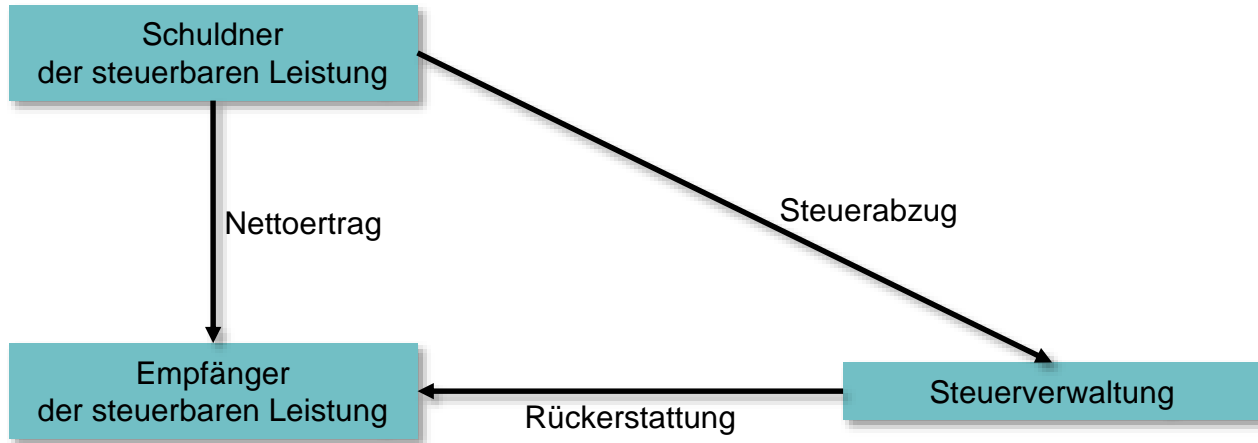 Schuldner
der steuerbaren Leistung
Steuerabzug
Nettoertrag
Empfänger
der steuerbaren Leistung
Steuerverwaltung
Rückerstattung